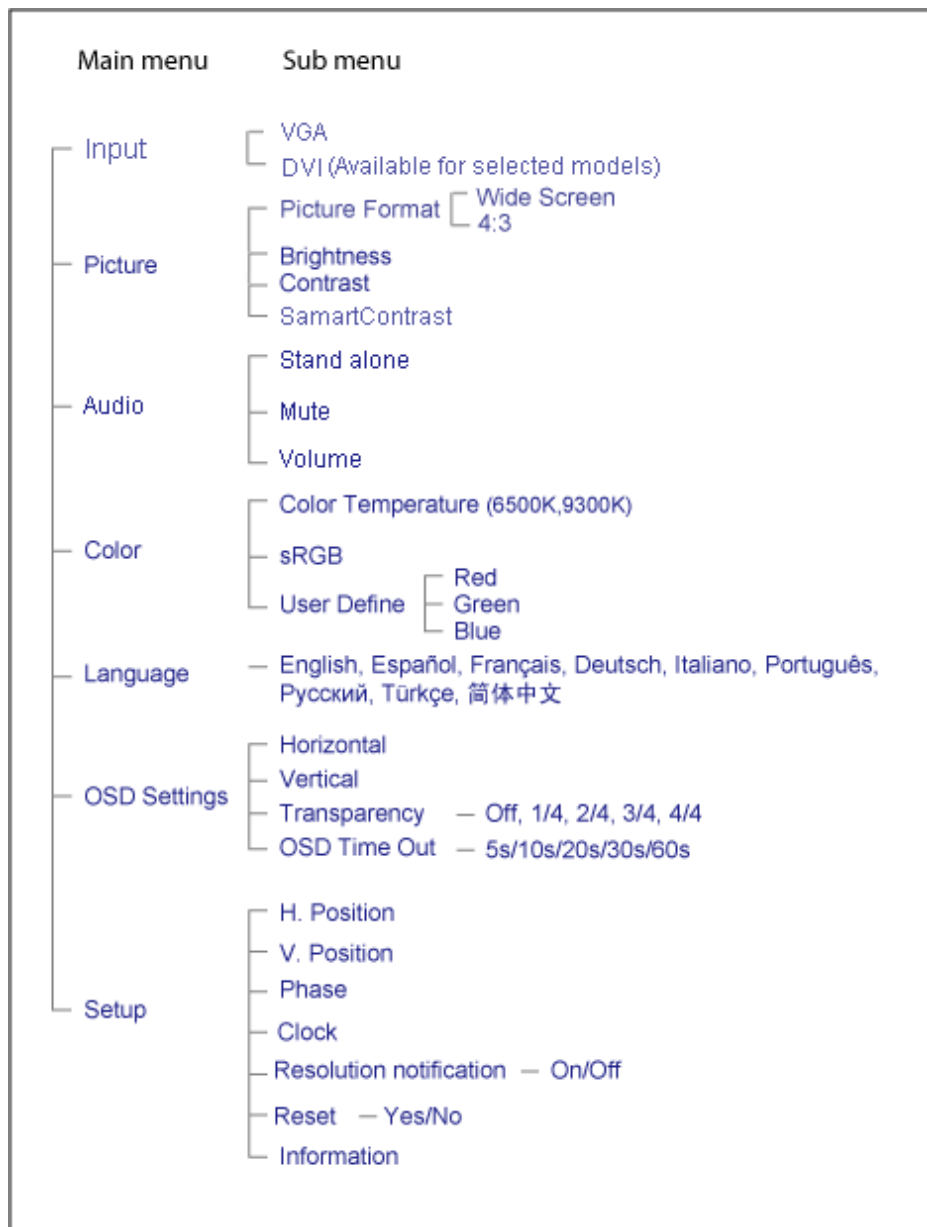 Main menu Sub menu
Input
VGA
DVI (Available for selected models)
Picture
Picture Format
Wide Screen
4:3
Brightness
Contrast
SamartContrast
Audio
Stand alone
Mute
Volume
Color
Color Temperature (6500K,9300K)
sRGB
User Define
Red
Green
Blue
Language
English, Español, Français, Deutsch, Italiano, Português,
Русский, Türkçe, 简体中文
OSD Settings
Horizontal
Vertical
Transparency — Off, 1/4, 2/4, 3/4, 4/4
OSD Time Out — 5s/10s/20s/30s/60s
Setup
H. Position
V. Position
Phase
Clock
Resolution notification — On/Off
Reset — Yes/No
Information